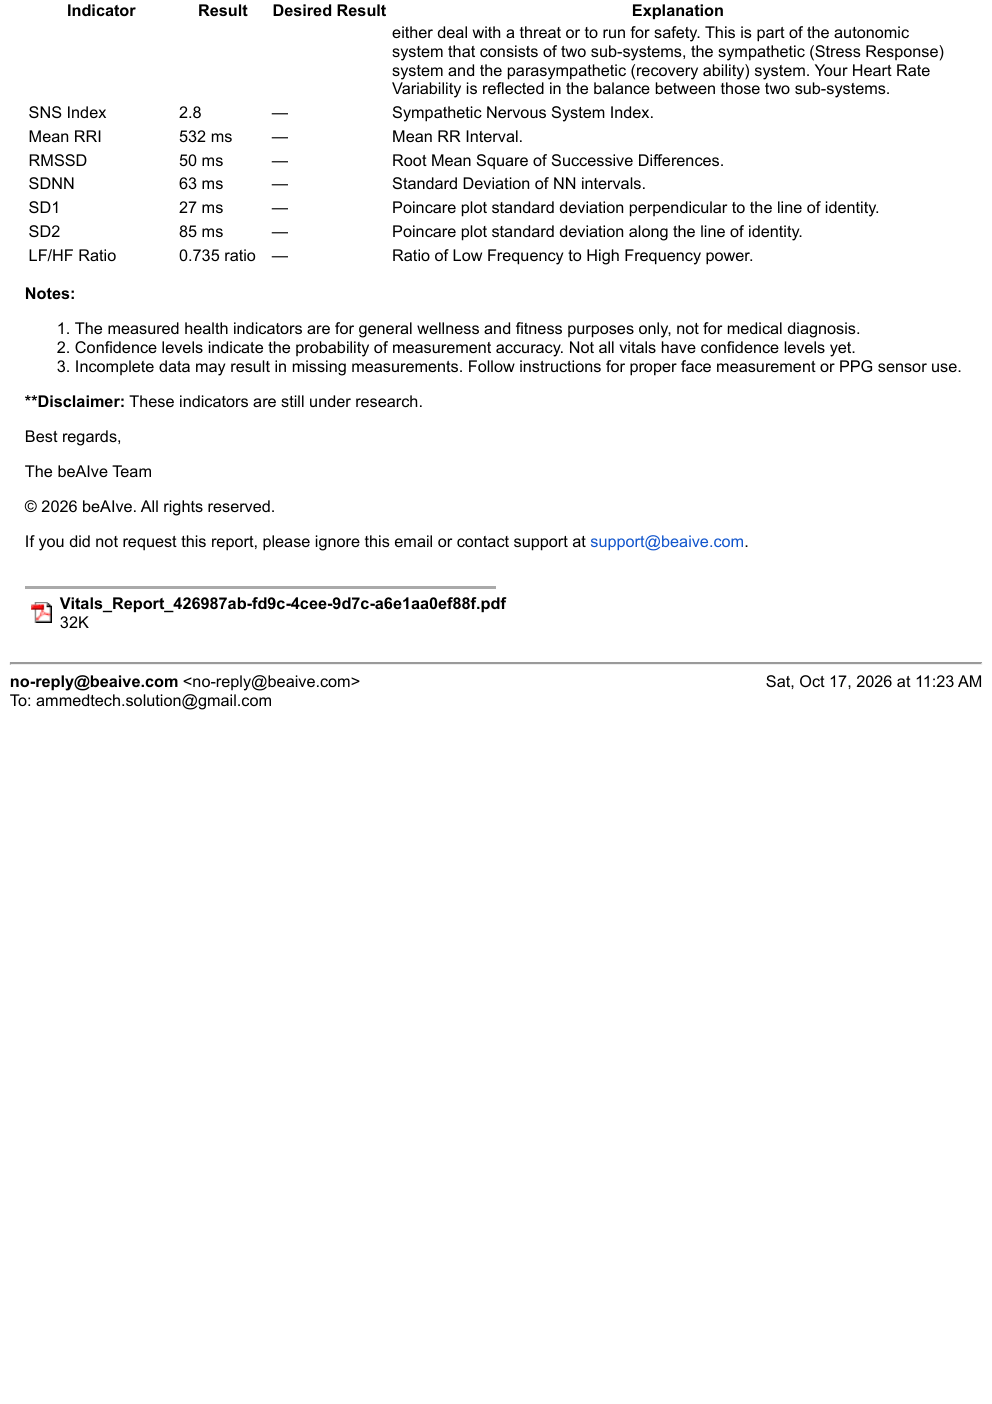 Indicator Result Desired Result Explanation
either deal with a threat or to run for safety. This is part of the autonomic
system that consists of two sub-systems, the sympathetic (Stress Response)
system and the parasympathetic (recovery ability) system. Your Heart Rate
Variability is reflected in the balance between those two sub-systems.
SNS Index 2.8 — Sympathetic Nervous System Index.
Mean RRI 532 ms — Mean RR Interval.
RMSSD 50 ms — Root Mean Square of Successive Differences.
SDNN 63 ms — Standard Deviation of NN intervals.
SD1 27 ms — Poincare plot standard deviation perpendicular to the line of identity.
SD2 85 ms — Poincare plot standard deviation along the line of identity.
LF/HF Ratio 0.735 ratio — Ratio of Low Frequency to High Frequency power.
Notes:
1. The measured health indicators are for general wellness and fitness purposes only, not for medical diagnosis.
2. Confidence levels indicate the probability of measurement accuracy. Not all vitals have confidence levels yet.
3. Incomplete data may result in missing measurements. Follow instructions for proper face measurement or PPG sensor use.
**Disclaimer: These indicators are still under research.
Best regards,
The beAIve Team
© 2026 beAIve. All rights reserved.
If you did not request this report, please ignore this email or contact support at support@beaive.com.
Vitals_Report_426987ab-fd9c-4cee-9d7c-a6e1aa0ef88f.pdf
32K
no-reply@beaive.com <no-reply@beaive.com> Sat, Oct 17, 2026 at 11:23 AM
To: ammedtech.solution@gmail.com